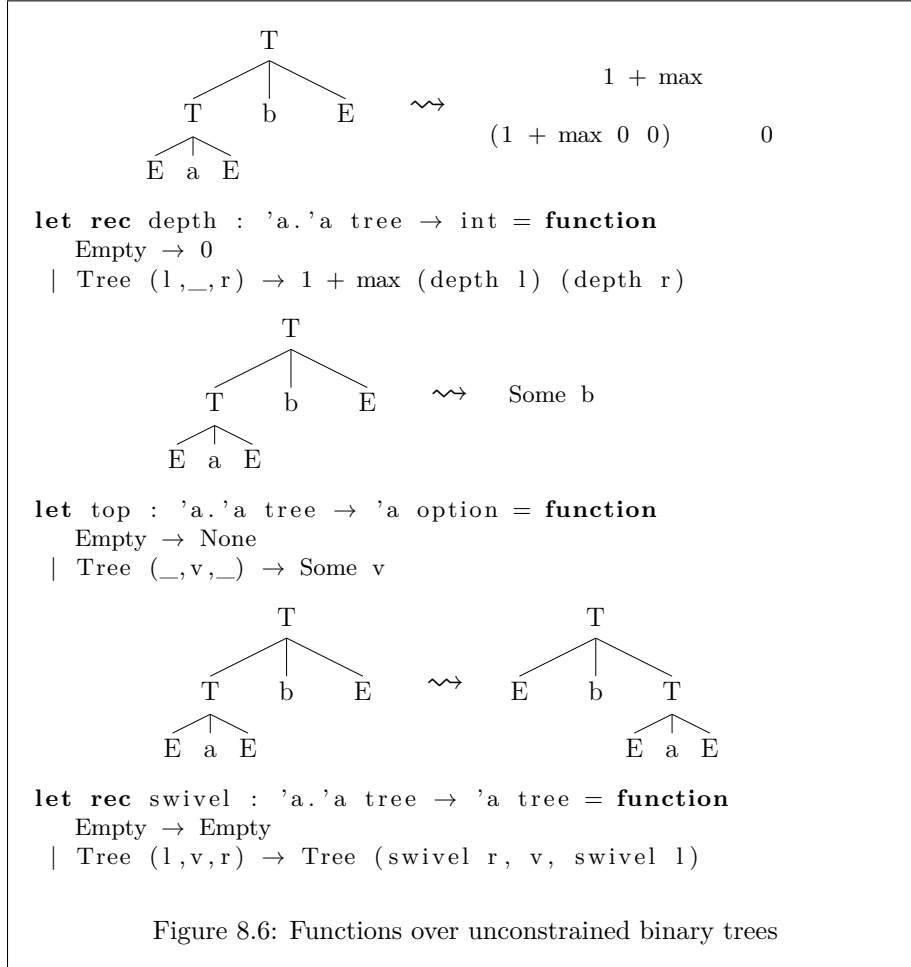 T
1 + max
T b E ⇝
(1 + max 0 0) 0
E a E
let rec depth : 'a.'a tree → int = function
Empty → 0
| Tree (l,_,r) → 1 + max (depth l) (depth r)
T
T b E ⇝ Some b
E a E
let top : 'a.'a tree → 'a option = function
Empty → None
| Tree (_,v,_) → Some v
T T
T b E ⇝ E b T
E a E E a E
let rec swivel : 'a.'a tree → 'a tree = function
Empty → Empty
| Tree (l,v,r) → Tree (swivel r, v, swivel l)
Figure 8.6: Functions over unconstrained binary trees